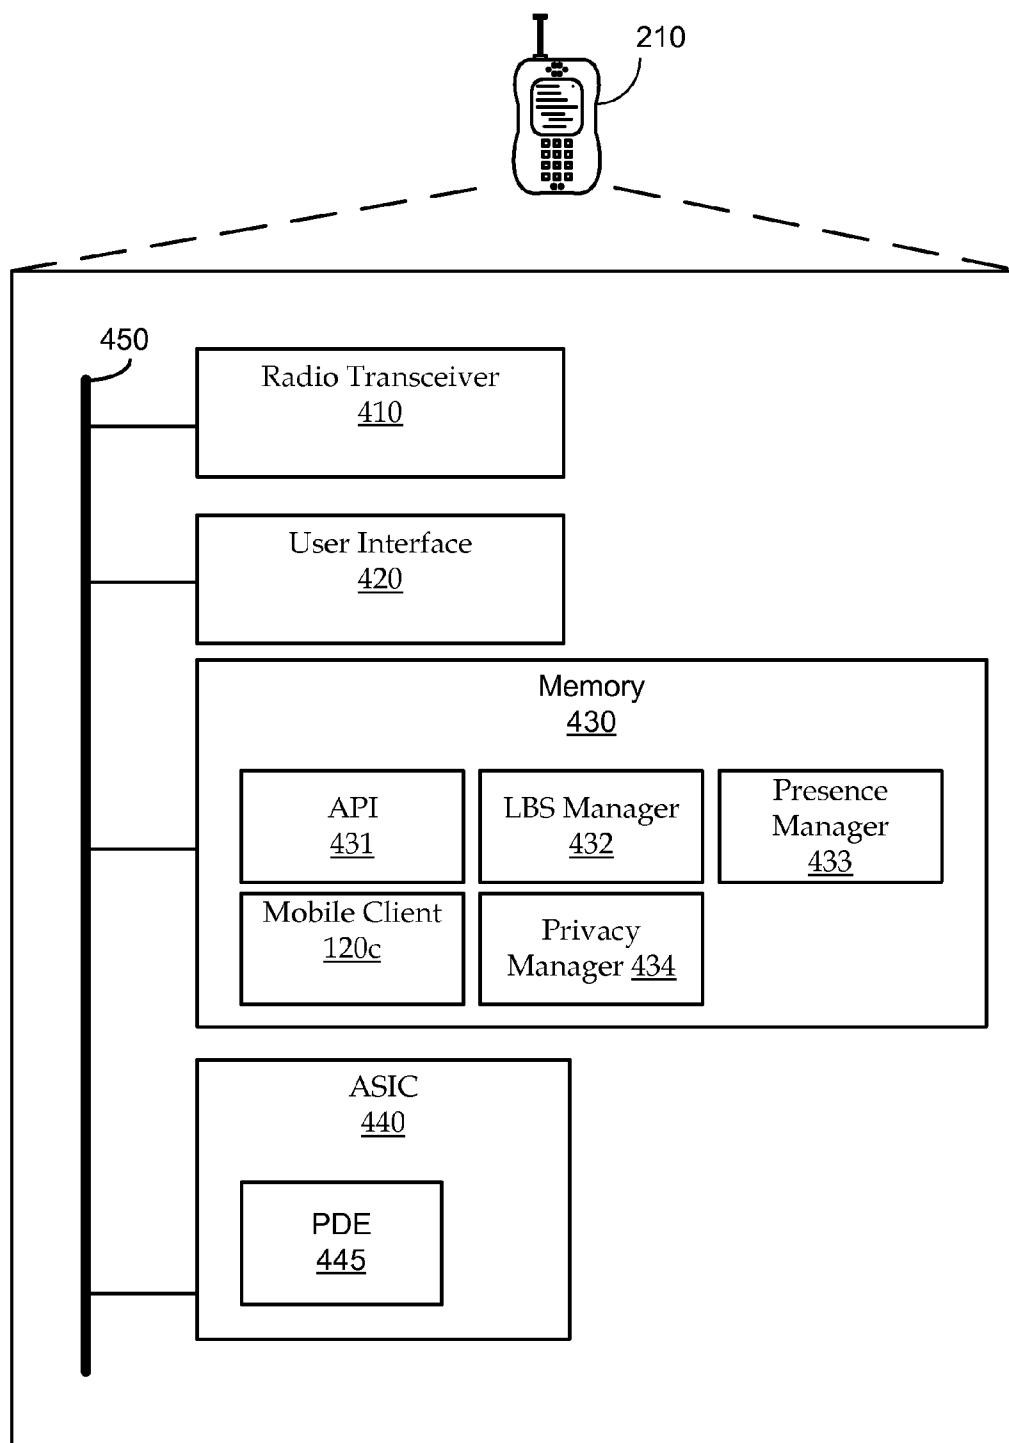 210
450
Radio Transceiver
410
User Interface
420
Memory
430
API
431
LBS Manager
432
Presence
Manager
433
Mobile Client
120c
Privacy
Manager 434
ASIC
440
PDE
445